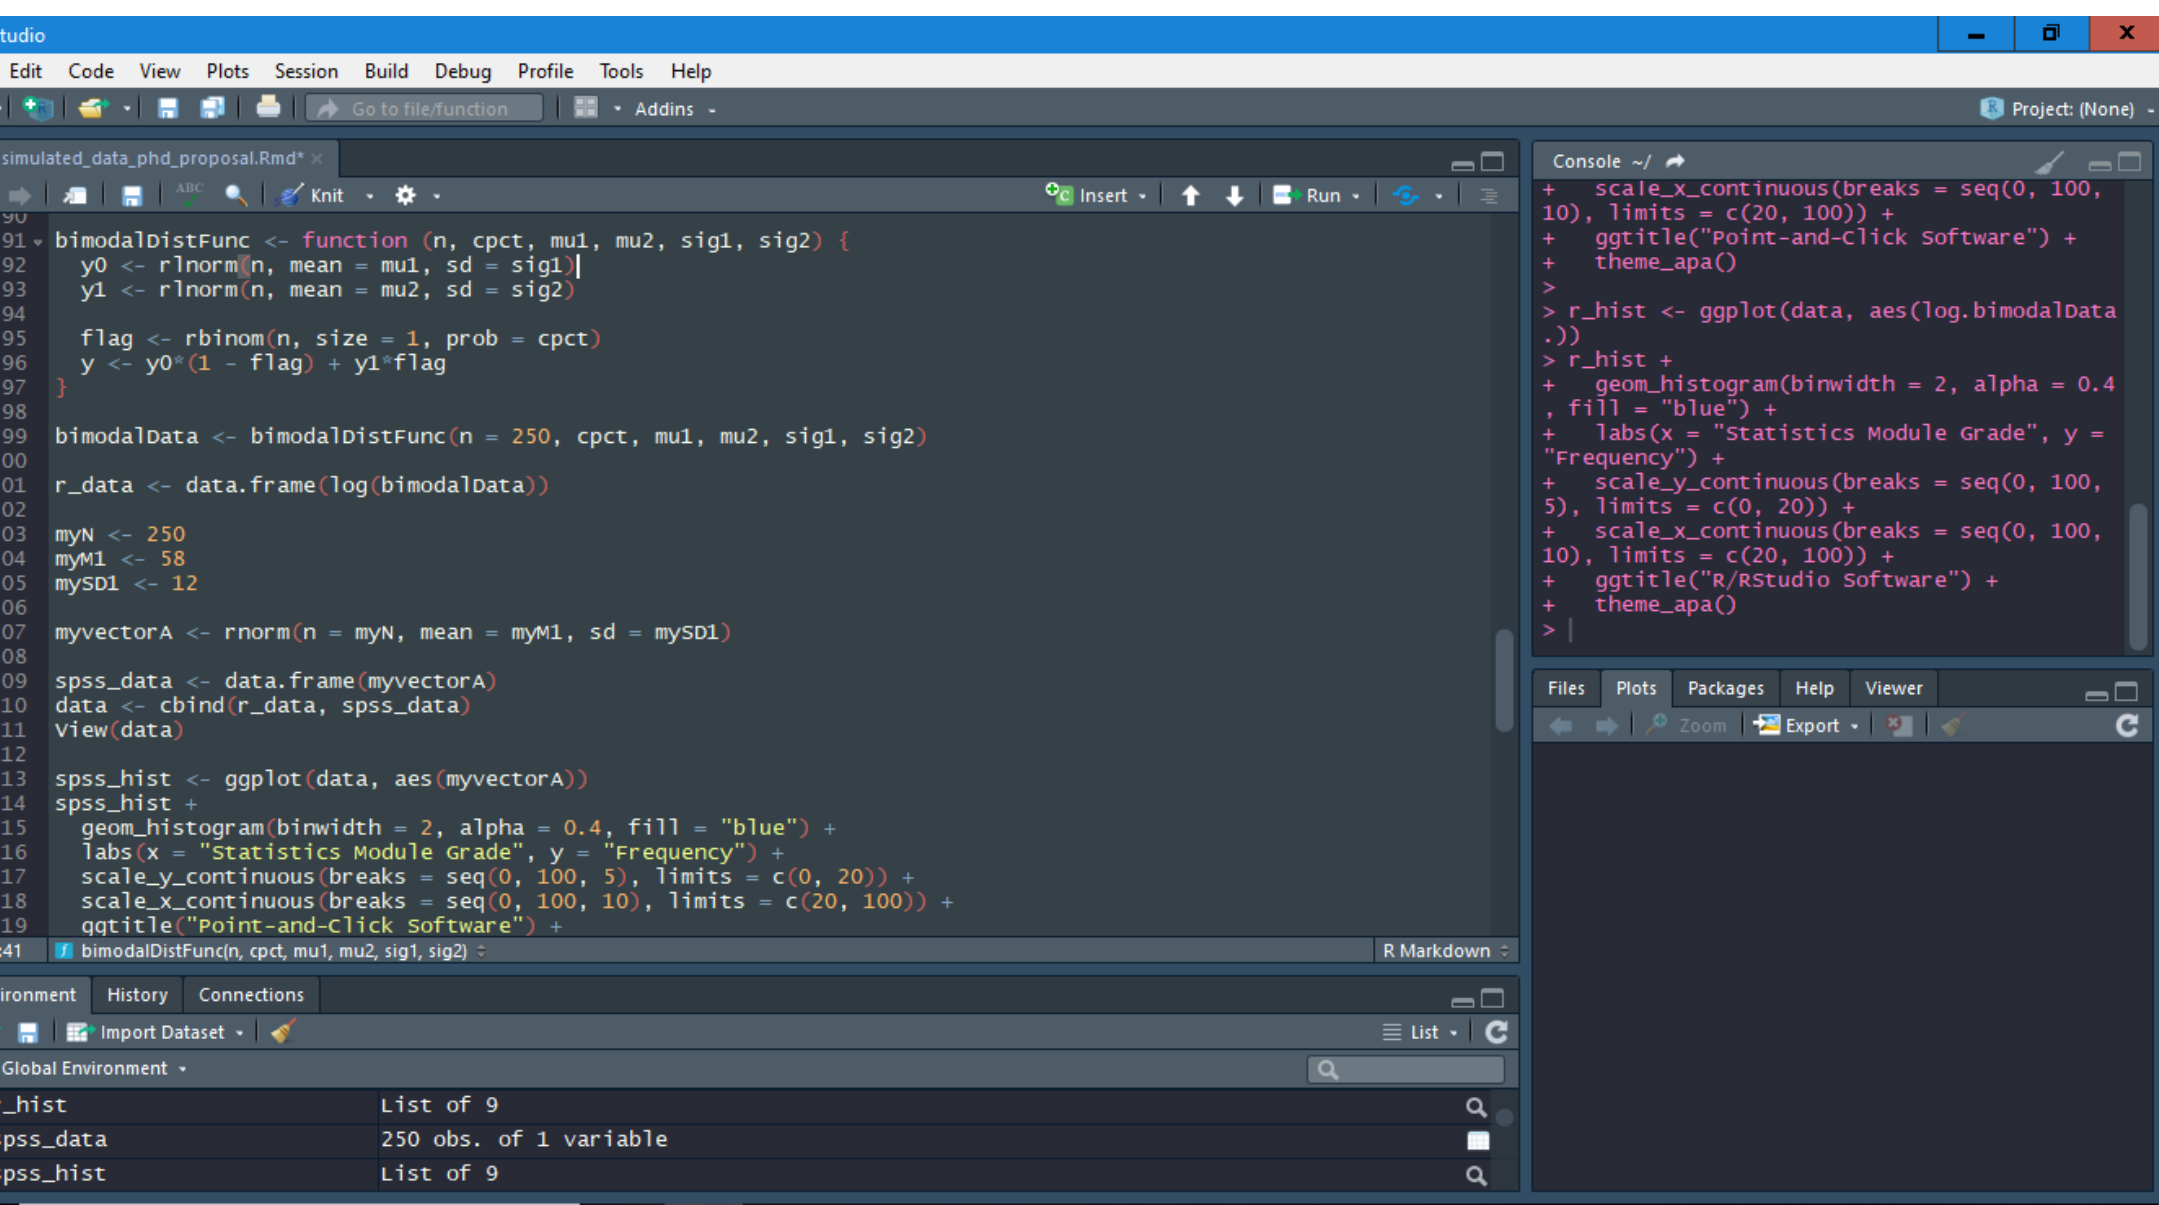 tudio
Edit Code View Plots Session Build Debug Profile Tools Help
Go to file/function Addins Project: (None)
simulated_data_phd_proposal.Rmd*
ABC Knit Insert Run
90
91 bimodalDistFunc <- function (n, cpct, mu1, mu2, sig1, sig2) {
92 y0 <- rlnorm(n, mean = mu1, sd = sig1)
93 y1 <- rlnorm(n, mean = mu2, sd = sig2)
94
95 flag <- rbinom(n, size = 1, prob = cpct)
96 y <- y0*(1 - flag) + y1*flag
97 }
98
99 bimodalData <- bimodalDistFunc(n = 250, cpct, mu1, mu2, sig1, sig2)
00
01 r_data <- data.frame(log(bimodalData))
02
03 myN <- 250
04 myM1 <- 58
05 mySD1 <- 12
06
07 myvectorA <- rnorm(n = myN, mean = myM1, sd = mySD1)
08
09 spss_data <- data.frame(myvectorA)
10 data <- cbind(r_data, spss_data)
11 View(data)
12
13 spss_hist <- ggplot(data, aes(myvectorA))
14 spss_hist +
15 geom_histogram(binwidth = 2, alpha = 0.4, fill = "blue") +
16 labs(x = "Statistics Module Grade", y = "Frequency") +
17 scale_y_continuous(breaks = seq(0, 100, 5), limits = c(0, 20)) +
18 scale_x_continuous(breaks = seq(0, 100, 10), limits = c(20, 100)) +
19 ggtitle("Point-and-Click Software") +
:41 bimodalDistFunc(n, cpct, mu1, mu2, sig1, sig2) R Markdown
ironment History Connections
Import Dataset List
Global Environment
_hist List of 9
pss_data 250 obs. of 1 variable
pss_hist List of 9
Console ~/
+ scale_x_continuous(breaks = seq(0, 100,
10), limits = c(20, 100)) +
+ ggtitle("Point-and-Click Software") +
+ theme_apa()
>
> r_hist <- ggplot(data, aes(log.bimodalData
.))
> r_hist +
+ geom_histogram(binwidth = 2, alpha = 0.4
, fill = "blue") +
+ labs(x = "Statistics Module Grade", y =
"Frequency") +
+ scale_y_continuous(breaks = seq(0, 100,
5), limits = c(0, 20)) +
+ scale_x_continuous(breaks = seq(0, 100,
10), limits = c(20, 100)) +
+ ggtitle("R/RStudio Software") +
+ theme_apa()
>
Files Plots Packages Help Viewer
Zoom Export